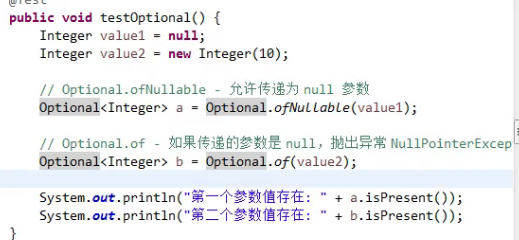 @Test
public void testOptional() {
Integer value1 = null;
Integer value2 = new Integer(10);
// Optional.ofNullable - 允许传递为 null 参数
Optional<Integer> a = Optional.ofNullable(value1);
// Optional.of - 如果传递的参数是 null，抛出异常 NullPointerExcep
Optional<Integer> b = Optional.of(value2);
System.out.println("第一个参数值存在: " + a.isPresent());
System.out.println("第二个参数值存在: " + b.isPresent());
}